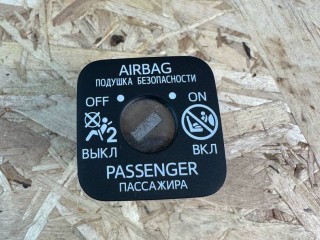 AIRBAG
ПОДУШКА БЕЗОПАСНОСТИ
OFF ON
2
ВЫКЛ ВКЛ
PASSENGER
ПАССАЖИРА